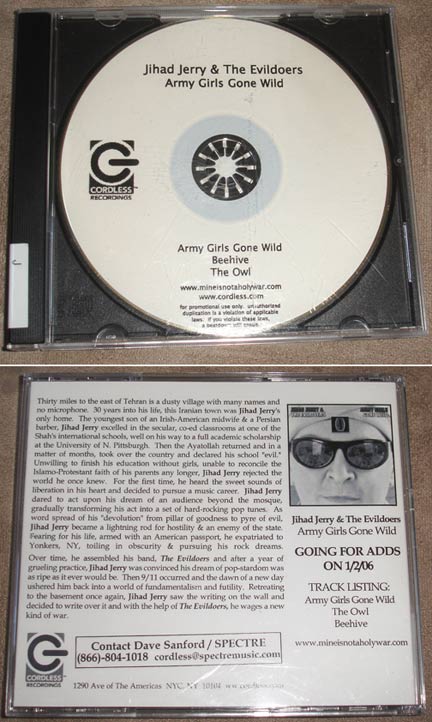 Jihad Jerry & The Evildoers
Army Girls Gone Wild
CORDLESS
RECORDINGS
Army Girls Gone Wild
Beehive
The Owl
www.mineisnotaholywar.com
www.cordless.com
for promotional use only. unauthorized
duplication is a violation of applicable
laws. If you violate these laws,
a beatdown will ensue.
Thirty miles to the east of Tehran is a dusty village with many names and
no microphone. 30 years into his life, this Iranian town was Jihad Jerry's
only home. The youngest son of an Irish-American midwife & a Persian
barber, Jihad Jerry excelled in the secular, co-ed classrooms at one of the
Shah's international schools, well on his way to a full academic scholarship
at the University of N. Pittsburgh. Then the Ayatollah returned and in a
matter of months, took over the country and declared his school "evil."
Unwilling to finish his education without girls, unable to reconcile the
Islamo-Protestant faith of his parents any longer, Jihad Jerry rejected the
world he once knew. For the first time, he heard the sweet sounds of
liberation in his heart and decided to pursue a music career. Jihad Jerry
dared to act upon his dream of an audience beyond the mosque,
gradually transforming his act into a set of hard-rocking pop tunes. As
word spread of his "devolution" from pillar of goodness to pyre of evil,
Jihad Jerry became a lightning rod for hostility & an enemy of the state.
Fearing for his life, armed with an American passport, he expatriated to
Yonkers, NY, toiling in obscurity & pursuing his rock dreams.
Over time, he assembled his band, The Evildoers and after a year of
grueling practice, Jihad Jerry was convinced his dream of pop-stardom was
as ripe as it ever would be. Then 9/11 occurred and the dawn of a new day
ushered him back into a world of fundamentalism and futility. Retreating
to the basement once again, Jihad Jerry saw the writing on the wall and
decided to write over it and with the help of The Evildoers, he wages a new
kind of war.
Jihad Jerry & The Evildoers
Army Girls Gone Wild
GOING FOR ADDS
ON 1/2/06
TRACK LISTING:
Army Girls Gone Wild
The Owl
Beehive
www.mineisnotaholywar.com
CORDLESS
RECORDINGS
Contact Dave Sanford / SPECTRE
(866)-804-1018 cordless@spectremusic.com
1290 Ave of The Americas NYC, NY 10104 www.cordless.com